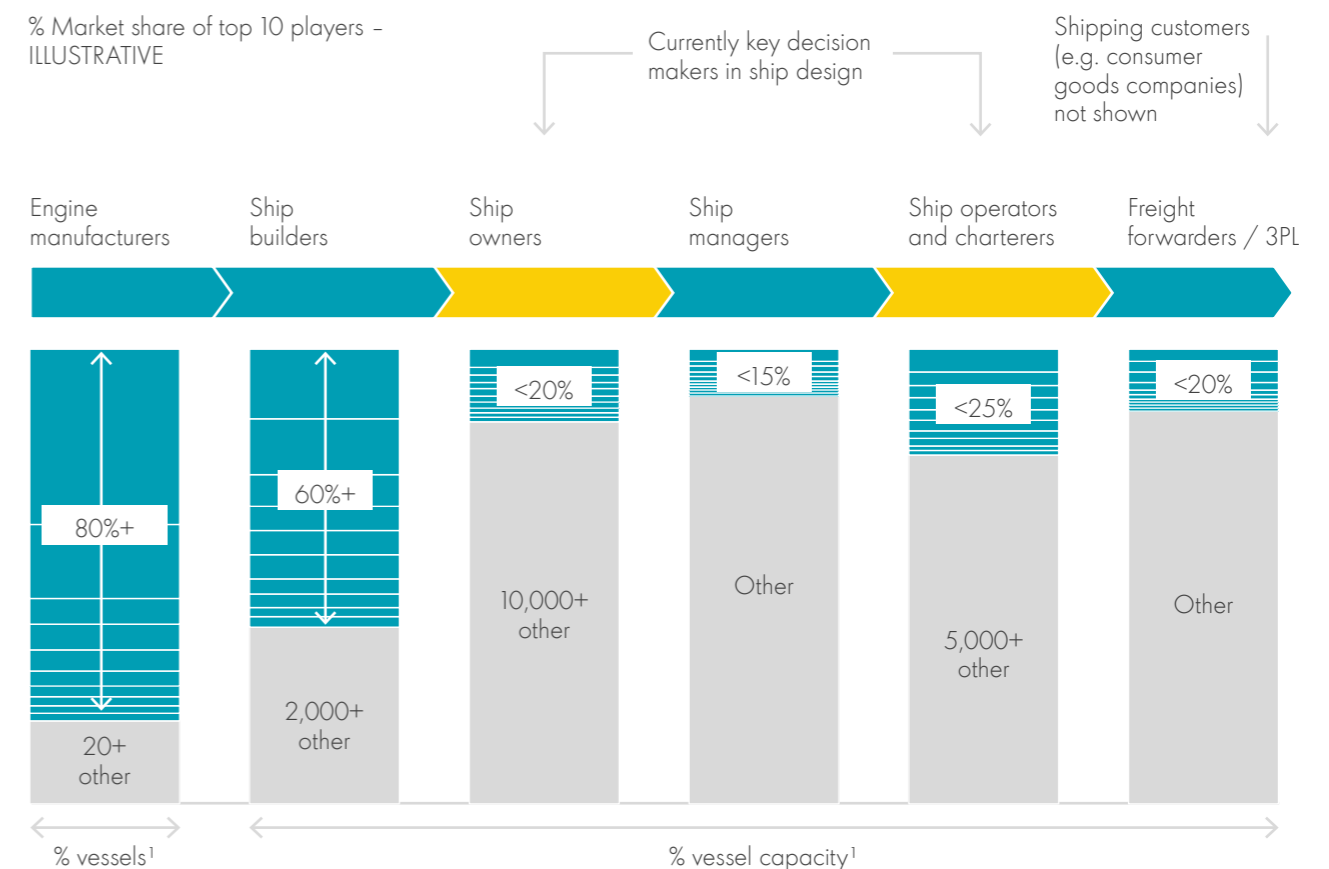 % Market share of top 10 players –
ILLUSTRATIVE
Currently key decision
makers in ship design
Shipping customers
(e.g. consumer
goods companies)
not shown
Engine
manufacturers
Ship
builders
Ship
owners
Ship
managers
Ship operators
and charterers
Freight
forwarders / 3PL
80%+
20+
other
60%+
2,000+
other
<20%
10,000+
other
<15%
Other
<25%
5,000+
other
<20%
Other
% vessels¹
% vessel capacity¹